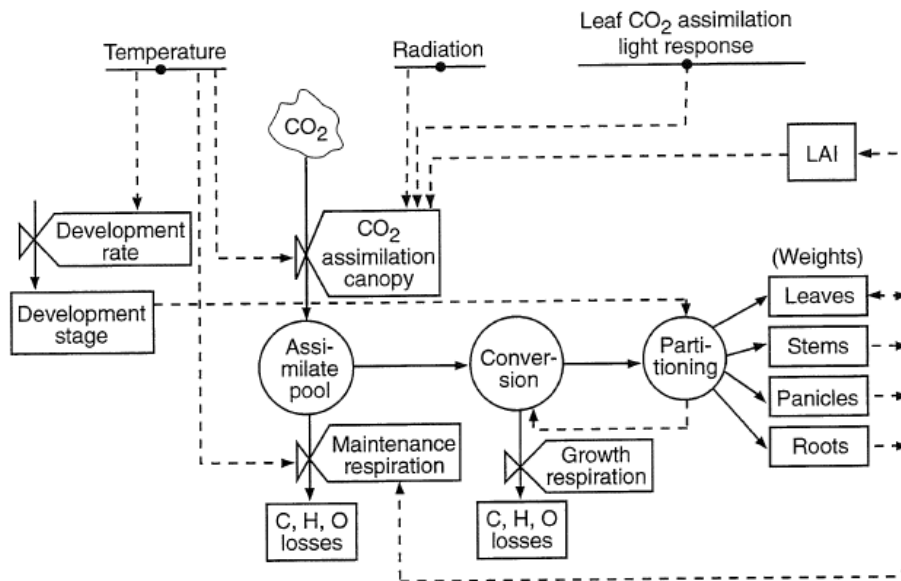 Temperature
Radiation
Leaf CO₂ assimilation
light response
CO₂
LAI
Development
rate
CO₂
assimilation
canopy
Development
stage
(Weights)
Leaves
Stems
Panicles
Roots
Assi-
milate
pool
Conver-
sion
Parti-
tioning
Maintenance
respiration
Growth
respiration
C, H, O
losses
C, H, O
losses